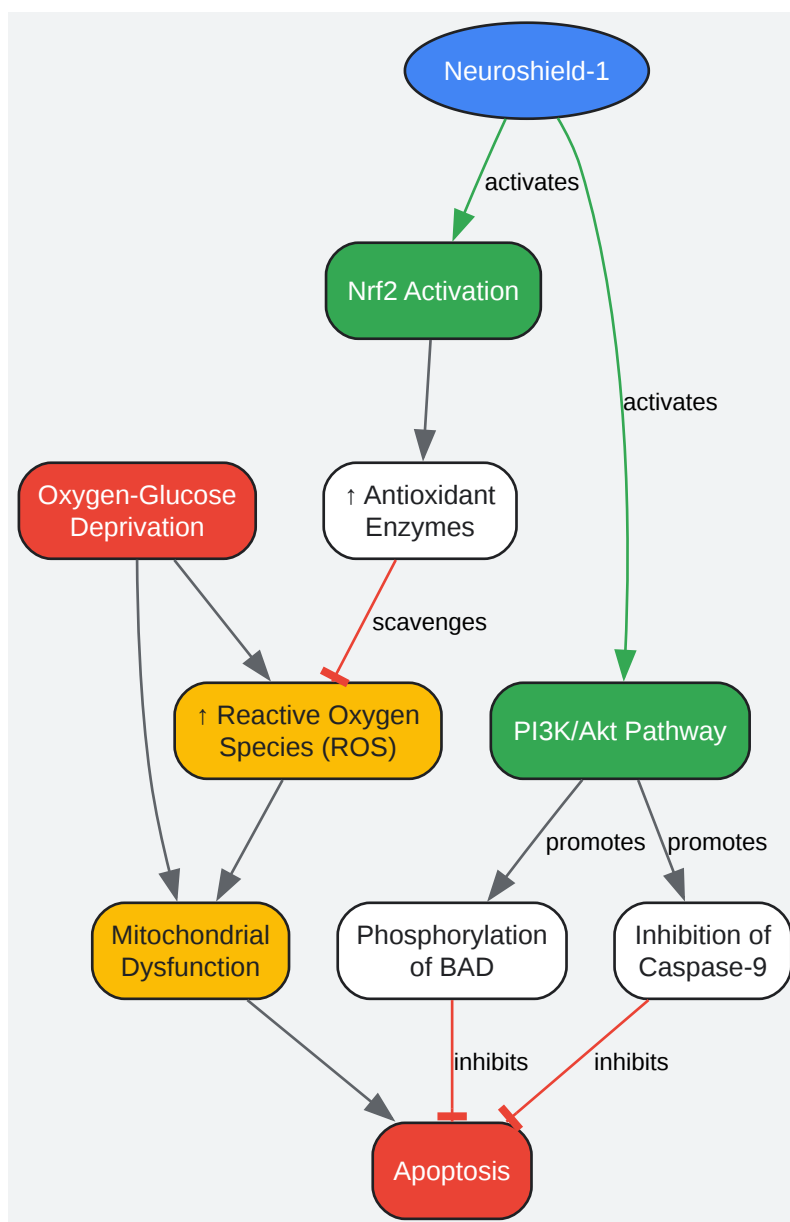 Neuroshield-1
activates
Nrf2 Activation
activates
Oxygen-Glucose
Deprivation
↑ Antioxidant
Enzymes
scavenges
↑ Reactive Oxygen
Species (ROS)
PI3K/Akt Pathway
promotes
promotes
Mitochondrial
Dysfunction
Phosphorylation
of BAD
Inhibition of
Caspase-9
inhibits
inhibits
Apoptosis